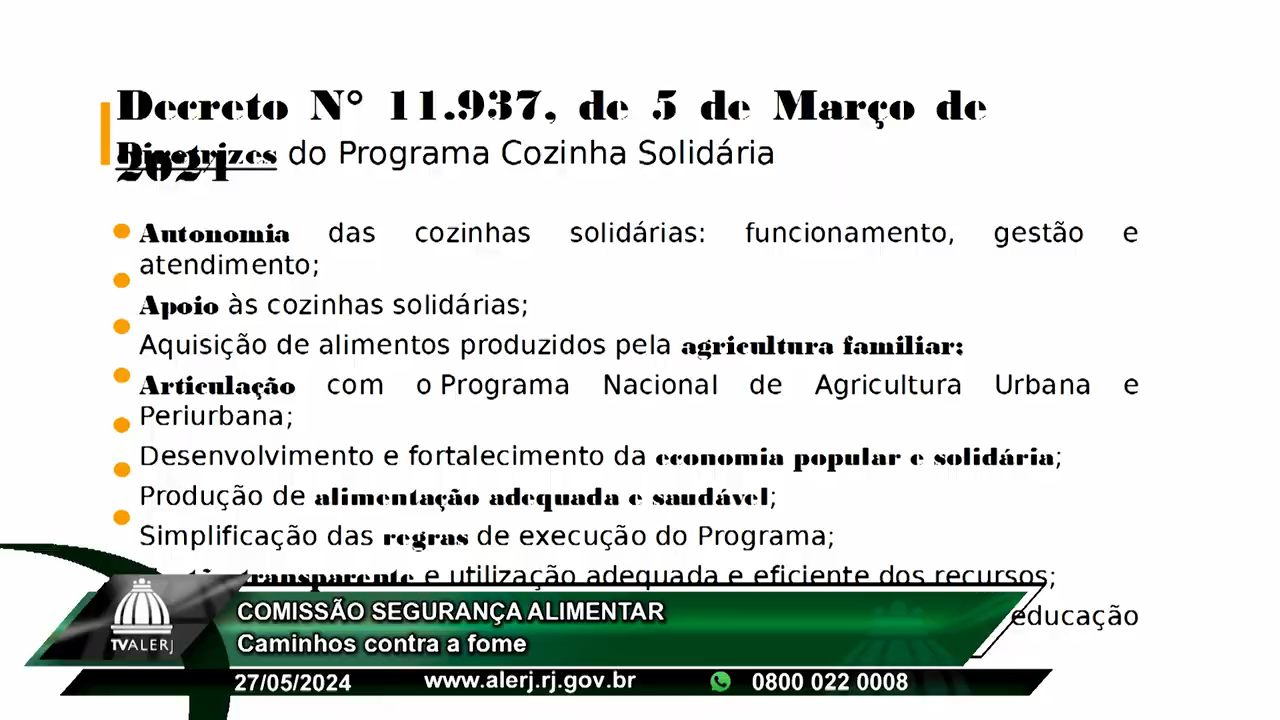 Decreto N° 11.937, de 5 de Março de
2024
Diretrizes do Programa Cozinha Solidária
Autonomia das cozinhas solidárias: funcionamento, gestão e
atendimento;
Apoio às cozinhas solidárias;
Aquisição de alimentos produzidos pela agricultura familiar;
Articulação com o Programa Nacional de Agricultura Urbana e
Periurbana;
Desenvolvimento e fortalecimento da economia popular e solidária;
Produção de alimentação adequada e saudável;
Simplificação das regras de execução do Programa;
transparente e utilização adequada e eficiente dos recursos;
educação
COMISSÃO SEGURANÇA ALIMENTAR
Caminhos contra a fome
TVALERJ
27/05/2024 www.alerj.rj.gov.br 0800 022 0008